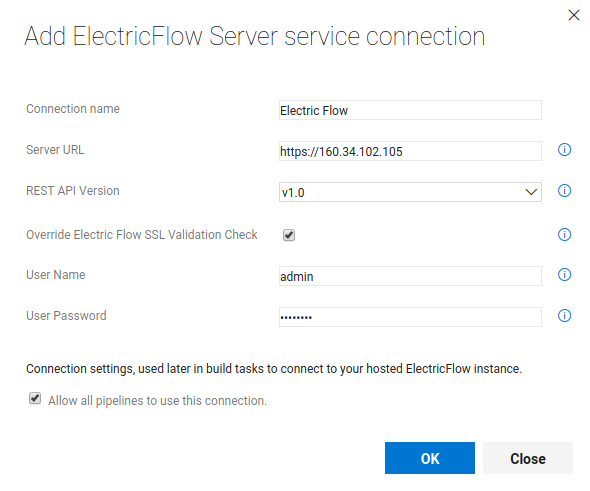 Add ElectricFlow Server service connection
Connection name
Electric Flow
Server URL
https://160.34.102.105
REST API Version
v1.0
Override Electric Flow SSL Validation Check
User Name
admin
User Password
••••••••
Connection settings, used later in build tasks to connect to your hosted ElectricFlow instance.
Allow all pipelines to use this connection.
OK
Close